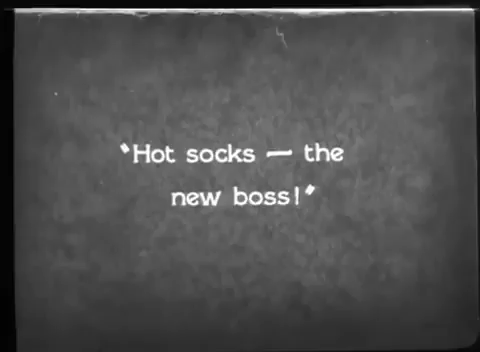 "Hot socks — the
new boss!"